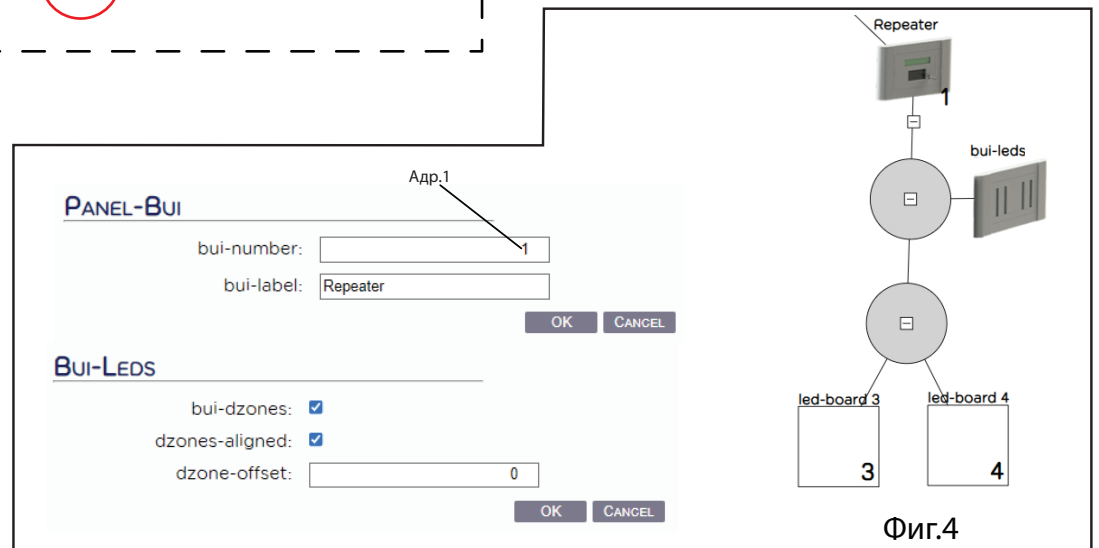 Repeater
1
bui-leds
Адр.1
PANEL-BUI
bui-number: 1
bui-label: Repeater
OK CANCEL
BUI-LEDS
bui-dzones:
dzones-aligned:
dzone-offset: 0
OK CANCEL
led-board 3 led-board 4
3 4
Фиг.4